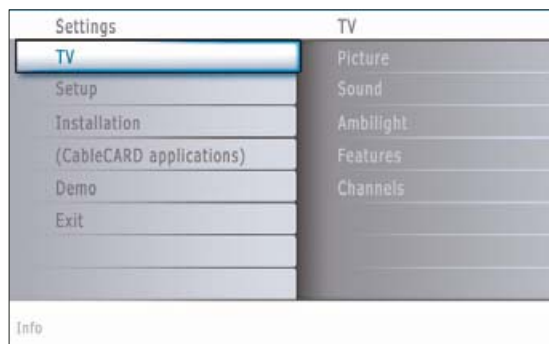 Settings
TV
TV
Picture
Setup
Sound
Installation
Ambilight
(CableCARD applications)
Features
Demo
Channels
Exit
Info